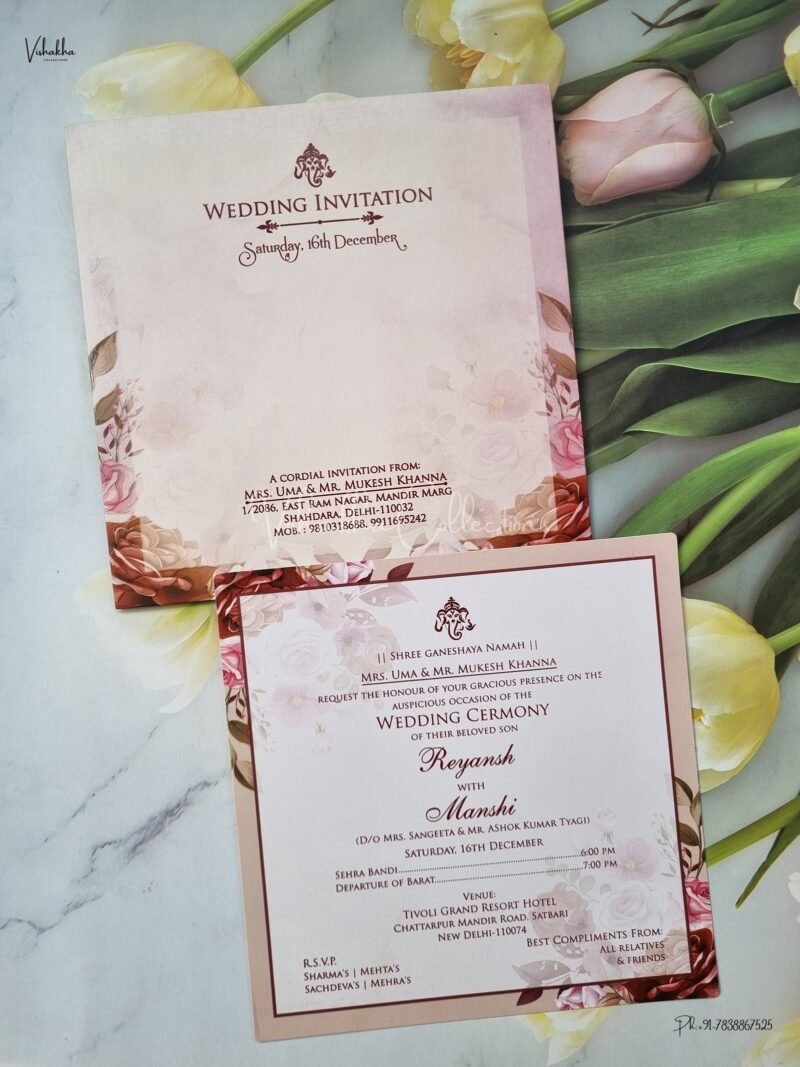 Vishakha
COLLECTIONS
WEDDING INVITATION
Saturday, 16th December
A CORDIAL INVITATION FROM:
MRS. UMA & MR. MUKESH KHANNA
1/2086, EAST RAM NAGAR, MANDIR MARG
SHAHDARA, DELHI-110032
MOB. : 9810318688, 9911695242
Collections
|| SHREE GANESHAYA NAMAH ||
MRS. UMA & MR. MUKESH KHANNA
REQUEST THE HONOUR OF YOUR GRACIOUS PRESENCE ON THE
AUSPICIOUS OCCASION OF THE
WEDDING CERMONY
OF THEIR BELOVED SON
Reyansh
WITH
Manshi
(D/O MRS. SANGEETA & MR. ASHOK KUMAR TYAGI)
SATURDAY, 16TH DECEMBER
SEHRA BANDI..........6:00 PM
DEPARTURE OF BARAT..........7:00 PM
VENUE:
TIVOLI GRAND RESORT HOTEL
CHATTARPUR MANDIR ROAD, SATBARI
NEW DELHI-110074
BEST COMPLIMENTS FROM:
ALL RELATIVES
& FRIENDS
R.S.V.P.
SHARMA'S | MEHTA'S
SACHDEVA'S | MEHRA'S
Ph.+91-7838867525